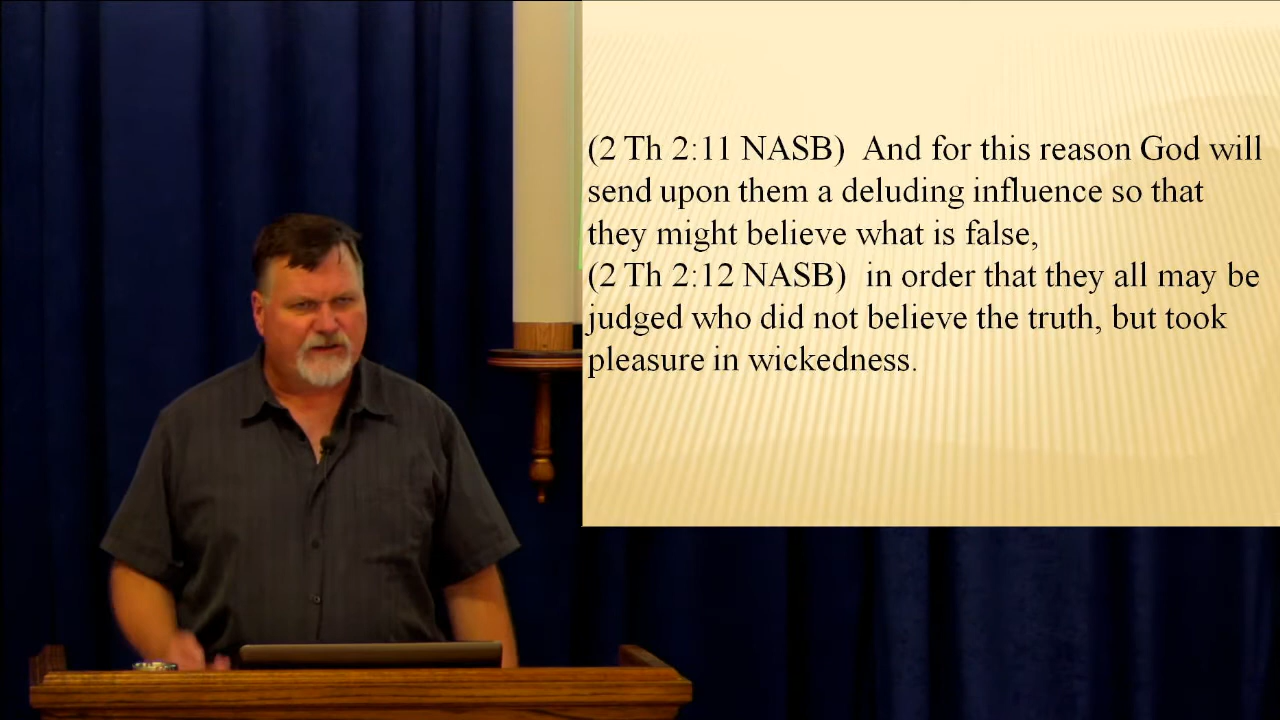 (2 Th 2:11 NASB)  And for this reason God will
send upon them a deluding influence so that
they might believe what is false,
(2 Th 2:12 NASB)  in order that they all may be
judged who did not believe the truth, but took
pleasure in wickedness.